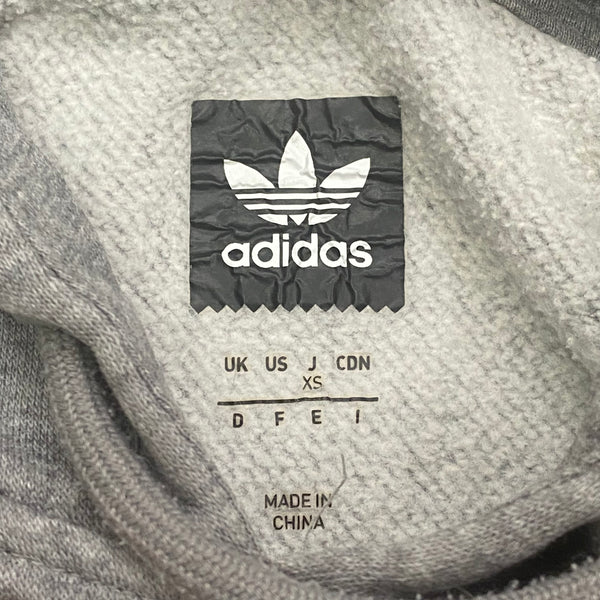 adidas
UK US J CDN
XS
D F E I
MADE IN
CHINA